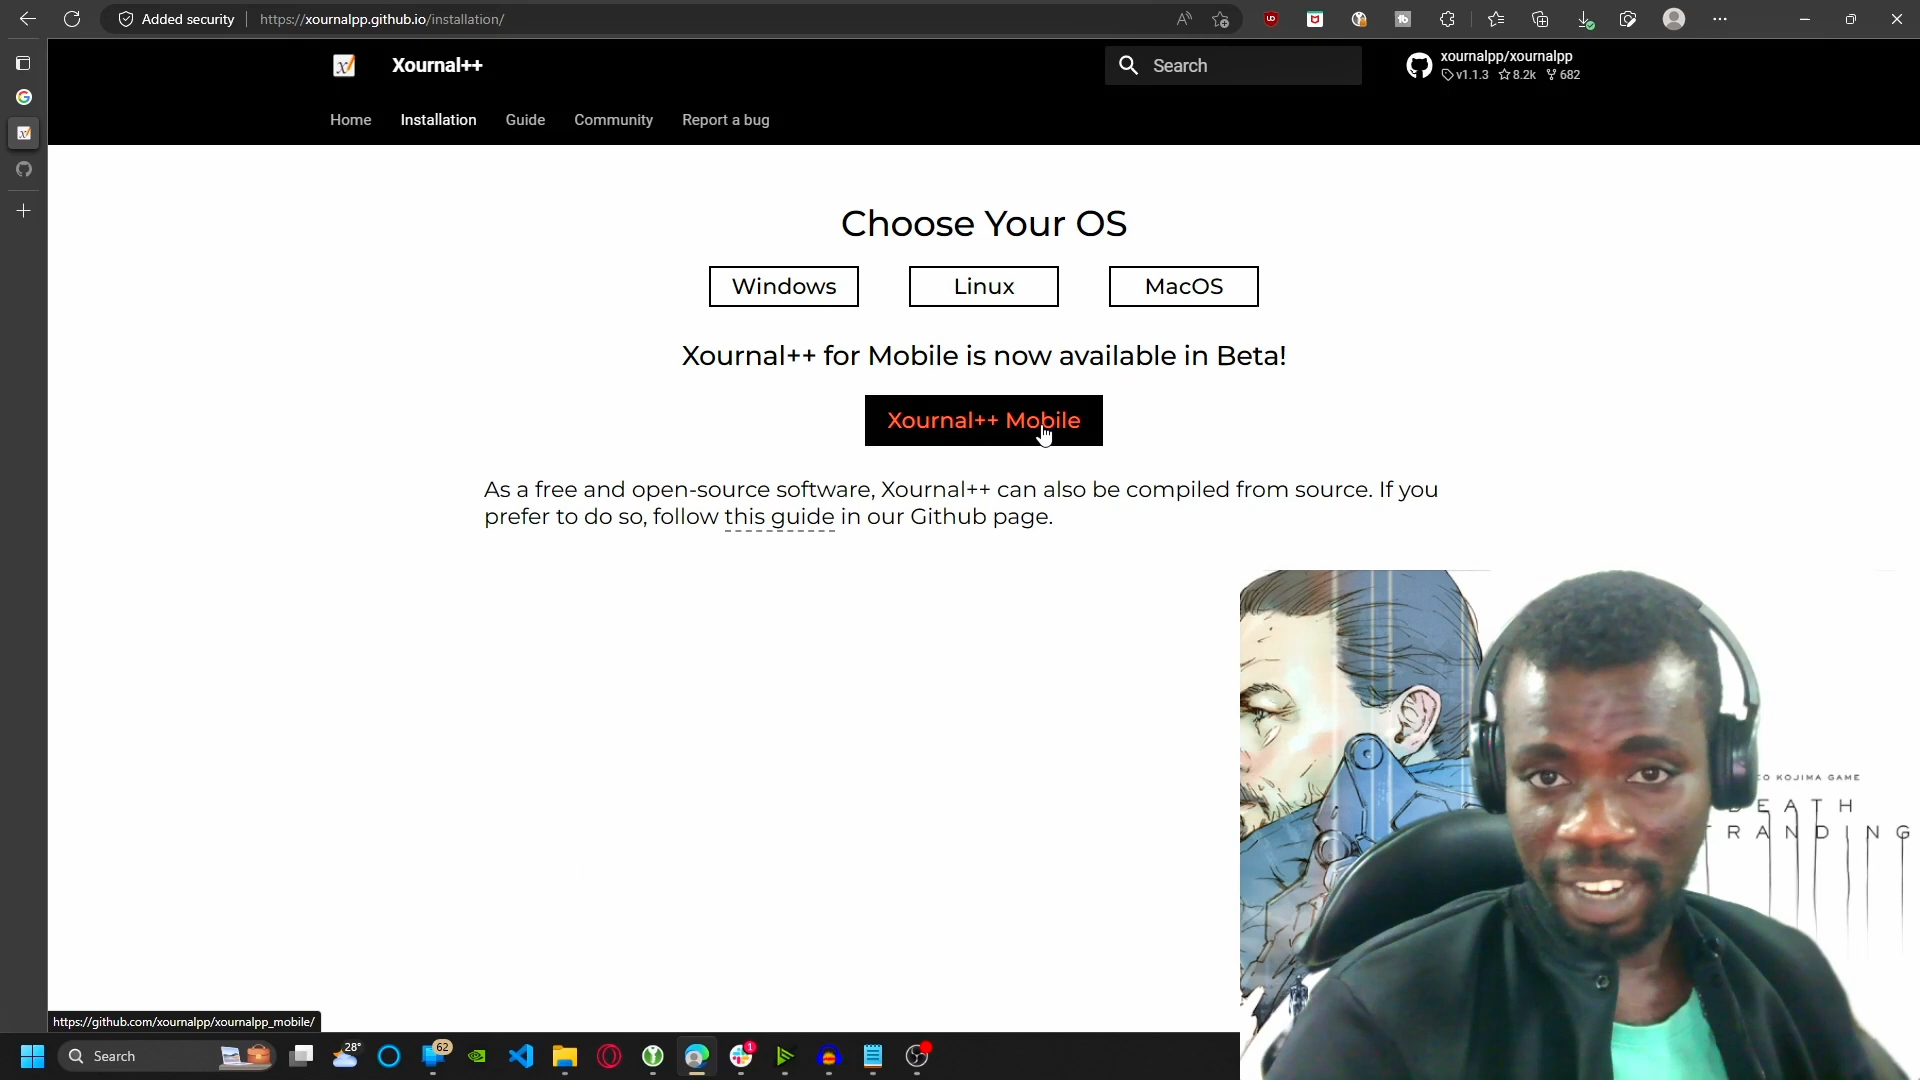 Added security
https://xournalpp.github.io/installation/
Xournal++
Search
xournalpp/xournalpp
v1.1.3 8.2k 682
Home Installation Guide Community Report a bug
Choose Your OS
Windows Linux MacOS
Xournal++ for Mobile is now available in Beta!
Xournal++ Mobile
As a free and open-source software, Xournal++ can also be compiled from source. If you
prefer to do so, follow this guide in our Github page.
CO KOJIMA GAME
DEATH
TRANDING
https://github.com/xournalpp/xournalpp_mobile/
Search
28°
62
1